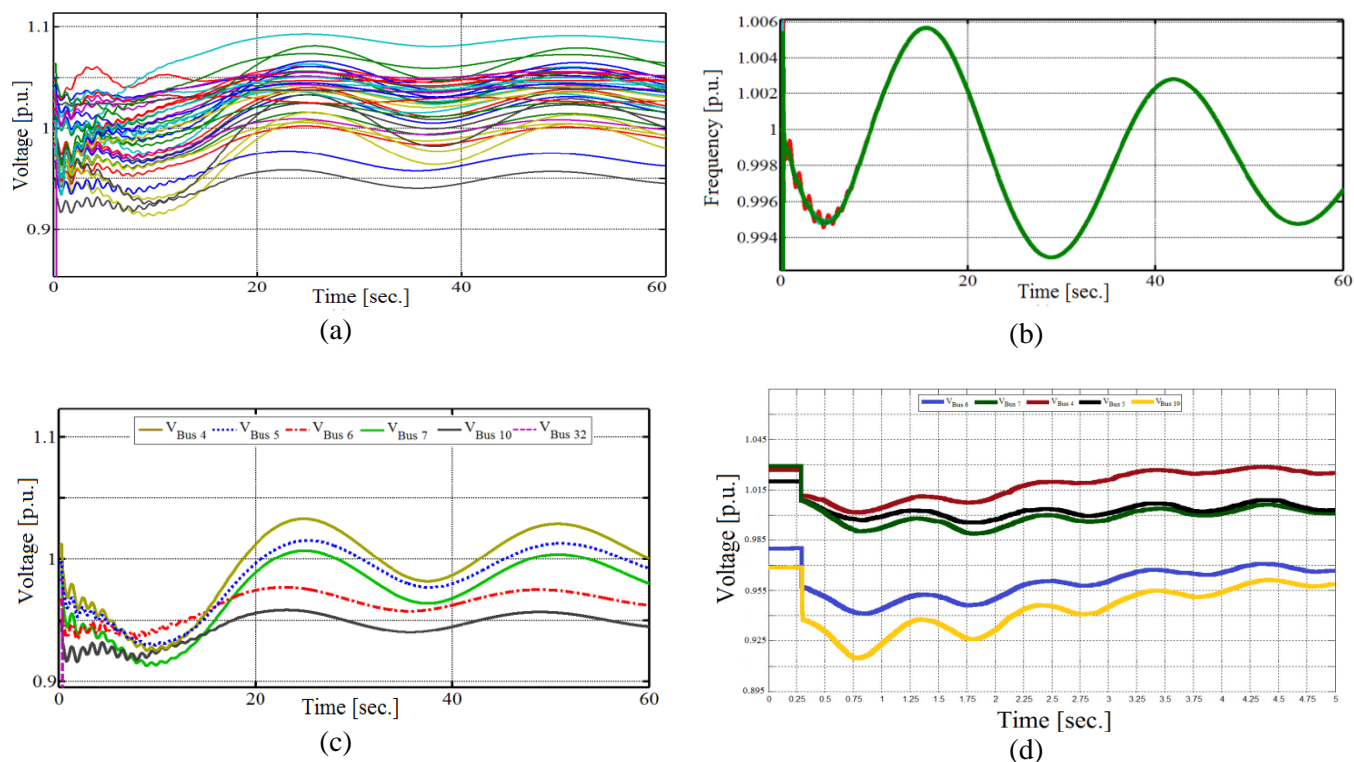 1.1
1
0.9
Voltage [p.u.]
0 20 40 60
Time [sec.]
(a)
1.006
1.004
1.002
1
0.998
0.996
0.994
Frequency [p.u.]
0 20 40 60
Time [sec.]
(b)
V Bus 4 V Bus 5 V Bus 6 V Bus 7 V Bus 10 V Bus 32
1.1
1
0.9
Voltage [p.u.]
0 20 40 60
Time [sec.]
(c)
V Bus 6 V Bus 7 V Bus 4 V Bus 5 V Bus 10
1.045
1.015
0.985
0.955
0.925
0.895
Voltage [p.u.]
0 0.25 0.5 0.75 1 1.25 1.5 1.75 2 2.25 2.5 2.75 3 3.25 3.5 3.75 4 4.25 4.5 4.75 5
Time [sec.]
(d)